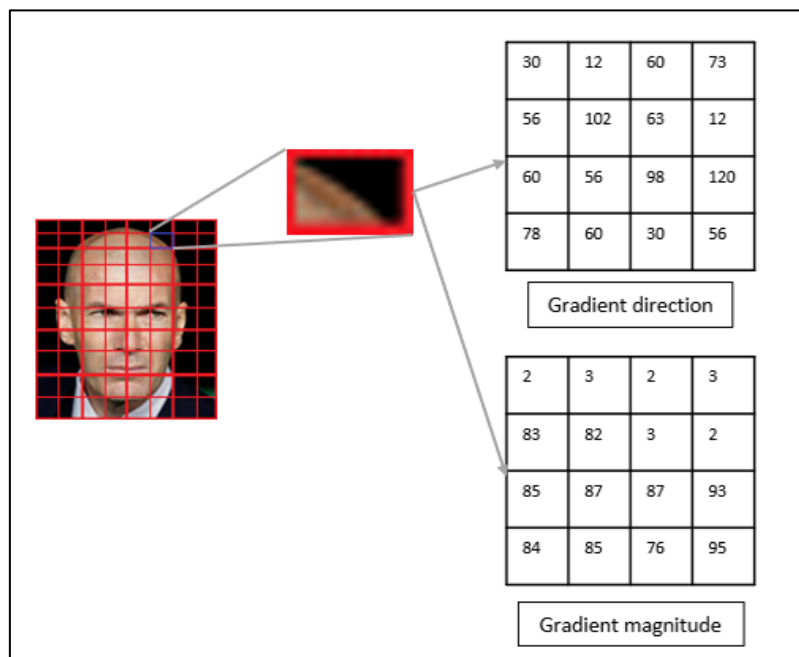 30 12 60 73
56 102 63 12
60 56 98 120
78 60 30 56
Gradient direction
2 3 2 3
83 82 3 2
85 87 87 93
84 85 76 95
Gradient magnitude